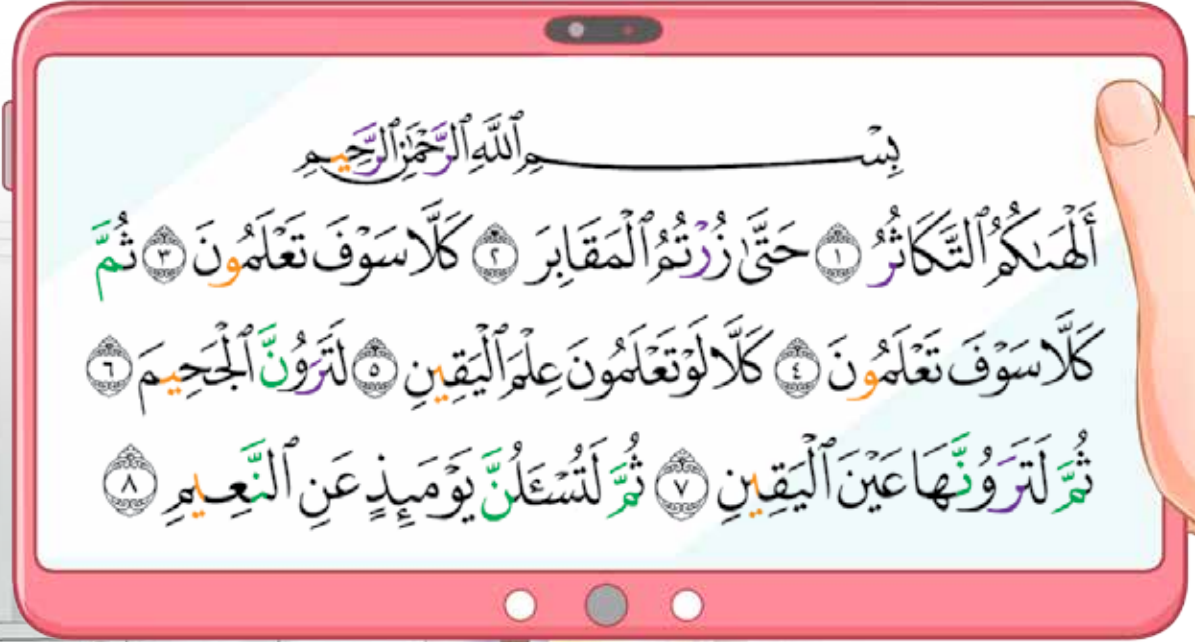 بِسْمِ ٱللَّهِ ٱلرَّحْمَٰنِ ٱلرَّحِيمِ
أَلْهَىٰكُمُ ٱلتَّكَاثُرُ ١ حَتَّىٰ زُرْتُمُ ٱلْمَقَابِرَ ٢ كَلَّا سَوْفَ تَعْلَمُونَ ٣ ثُمَّ
كَلَّا سَوْفَ تَعْلَمُونَ ٤ كَلَّا لَوْ تَعْلَمُونَ عِلْمَ ٱلْيَقِينِ ٥ لَتَرَوُنَّ ٱلْجَحِيمَ ٦
ثُمَّ لَتَرَوُنَّهَا عَيْنَ ٱلْيَقِينِ ٧ ثُمَّ لَتُسْـَٔلُنَّ يَوْمَئِذٍ عَنِ ٱلنَّعِيمِ ٨